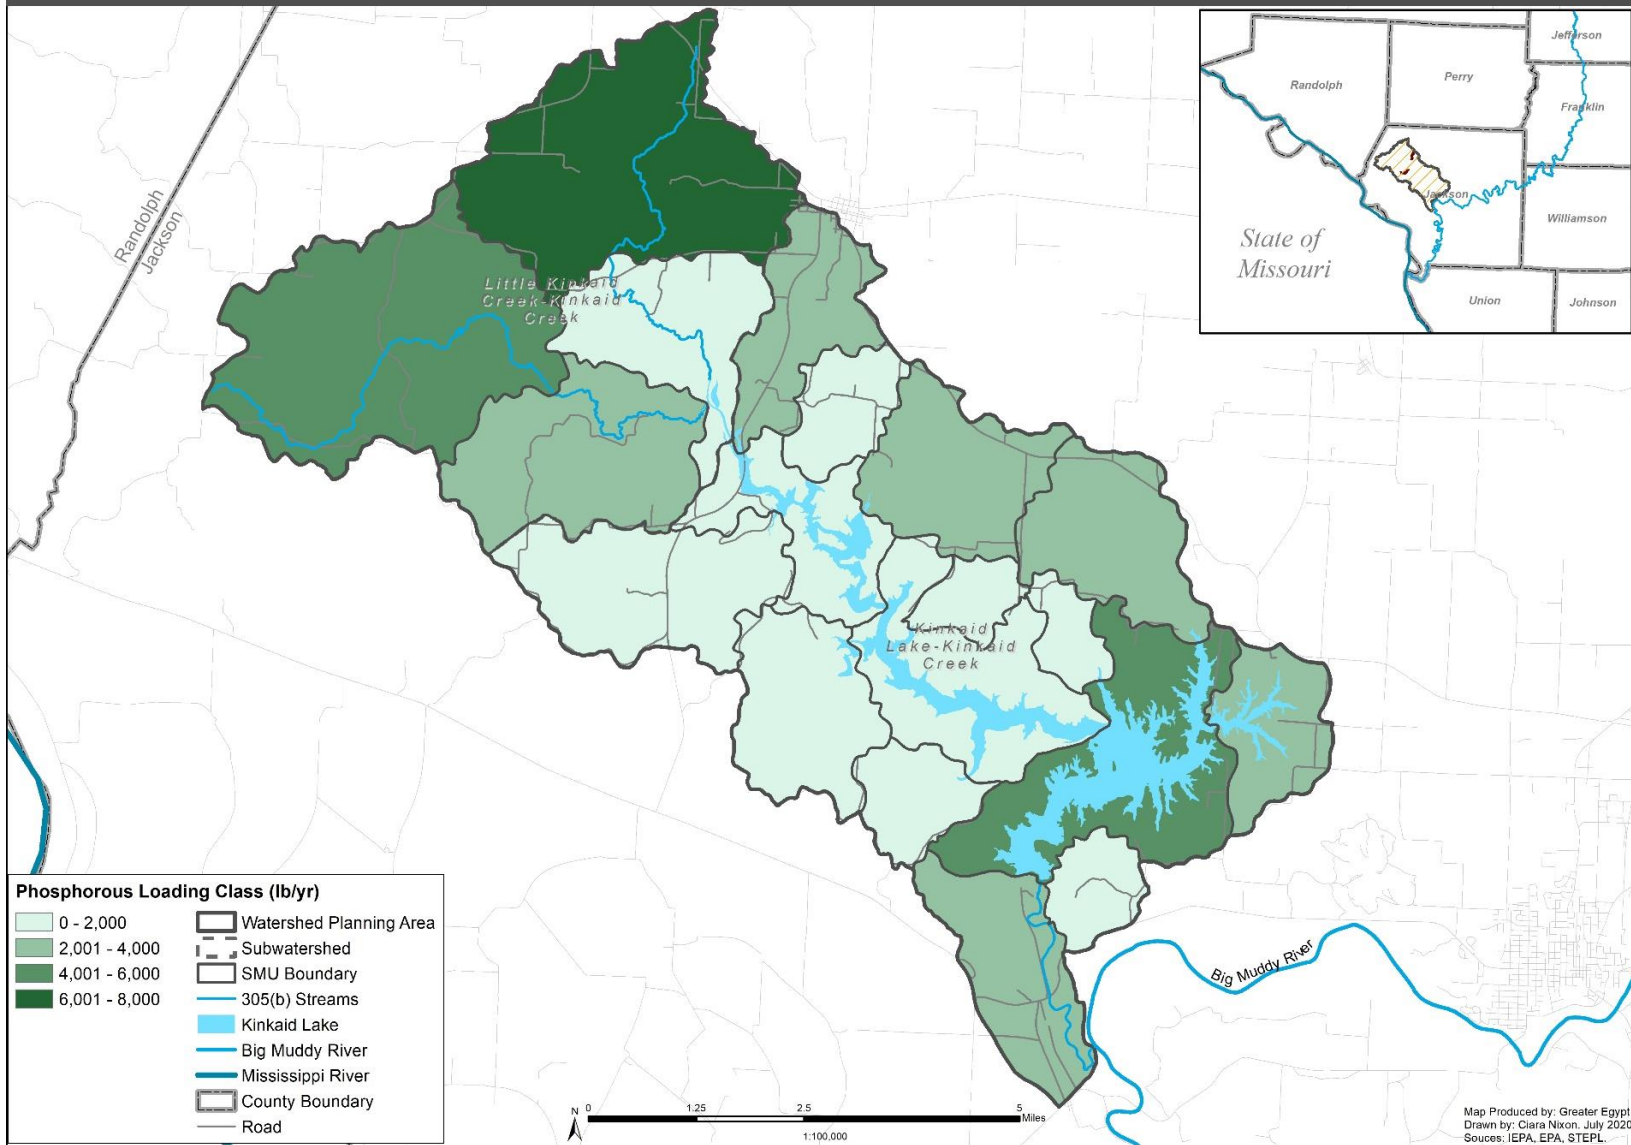 Jefferson
Randolph
Perry
Franklin
Jackson
Williamson
State of
Missouri
Union
Johnson
Randolph
Jackson
Little Kinkaid
Creek-Kinkaid
Creek
Kinkaid
Lake-Kinkaid
Creek
Big Muddy River
Phosphorous Loading Class (lb/yr)
0 - 2,000
2,001 - 4,000
4,001 - 6,000
6,001 - 8,000
Watershed Planning Area
Subwatershed
SMU Boundary
305(b) Streams
Kinkaid Lake
Big Muddy River
Mississippi River
County Boundary
Road
N
0 1.25 2.5 5
Miles
1:100,000
Map Produced by: Greater Egypt
Drawn by: Ciara Nixon. July 2020
Souces: IEPA, EPA, STEPL.